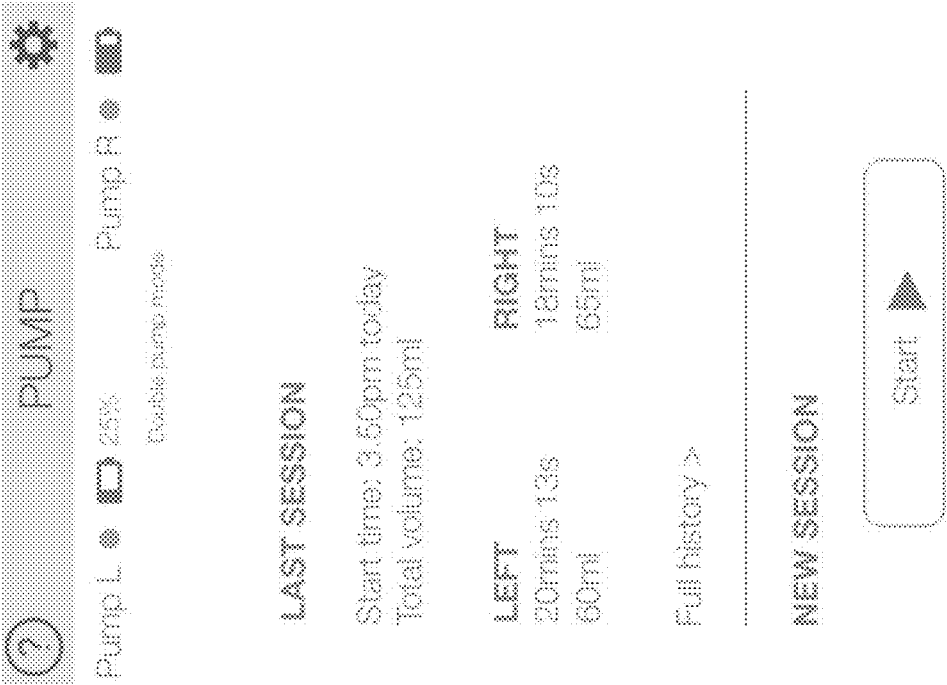 ? PUMP
Pump L 25% Pump R
Double pump mode
LAST SESSION
Start time: 3.50pm today
Total volume: 125ml
LEFT RIGHT
20mins 13s 18mins 10s
60ml 65ml
Full history >
NEW SESSION
Start